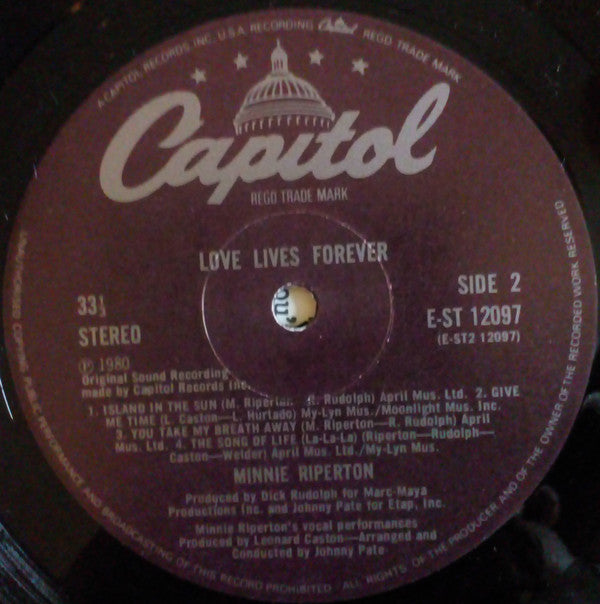 A CAPITOL RECORDS INC. U.S.A. RECORDING Capitol REGD TRADE MARK
Capitol
REGD TRADE MARK
LOVE LIVES FOREVER
33⅓
STEREO
SIDE 2
E-ST 12097
(E-ST2 12097)
℗ 1980
Original Sound Recording
made by Capitol Records Inc.
1. ISLAND IN THE SUN (M. Riperton—R. Rudolph) April Mus. Ltd. 2. GIVE
ME TIME (L. Caston—L. Hurtado) My-Lyn Mus./Moonlight Mus. Inc.
3. YOU TAKE MY BREATH AWAY (M. Riperton—R. Rudolph) April
Mus. Ltd. 4. THE SONG OF LIFE (La-La-La) (Riperton—Rudolph—
Caston—Welder) April Mus. Ltd./My-Lyn Mus.
MINNIE RIPERTON
Produced by Dick Rudolph for Marc-Maya
Productions Inc. and Johnny Pate for Etap, Inc.
Minnie Riperton's vocal performances
Produced by Leonard Caston—Arranged and
Conducted by Johnny Pate
ALL RIGHTS OF THE PRODUCER AND OF THE OWNER OF THE RECORDED WORK RESERVED
COPYING PUBLIC PERFORMANCE AND BROADCASTING OF THIS RECORD PROHIBITED